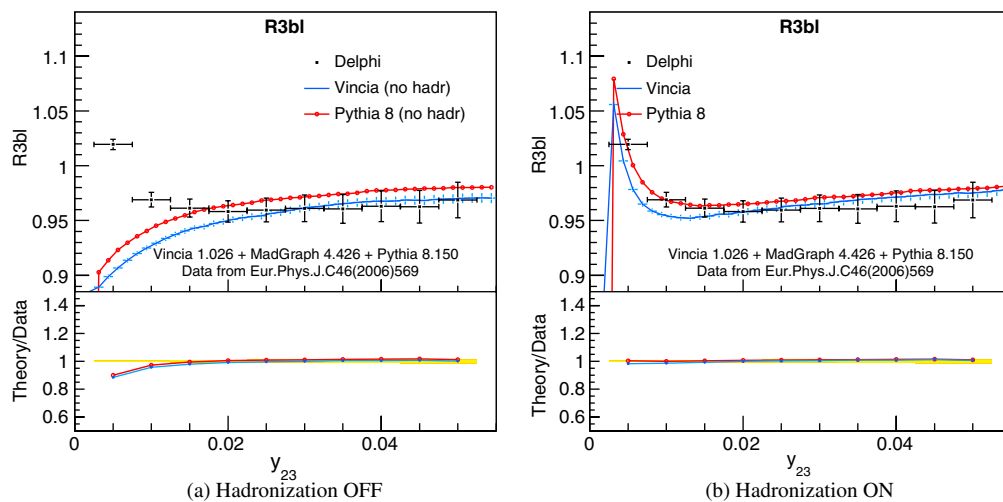 R3bl
Delphi
Vincia (no hadr)
Pythia 8 (no hadr)
1.1
1.05
1
0.95
0.9
R3bl
Vincia 1.026 + MadGraph 4.426 + Pythia 8.150
Data from Eur.Phys.J.C46(2006)569
1.4
1.2
1
0.8
0.6
Theory/Data
0
0.02
0.04
y23
(a) Hadronization OFF
R3bl
Delphi
Vincia
Pythia 8
1.1
1.05
1
0.95
0.9
R3bl
Vincia 1.026 + MadGraph 4.426 + Pythia 8.150
Data from Eur.Phys.J.C46(2006)569
1.4
1.2
1
0.8
0.6
Theory/Data
0
0.02
0.04
y23
(b) Hadronization ON